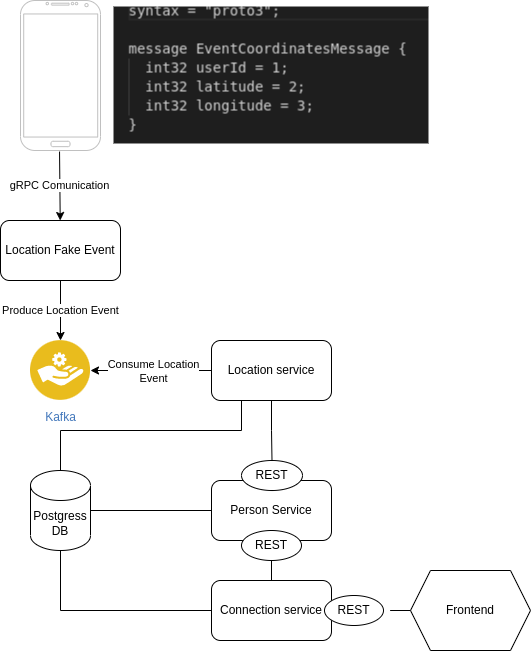 syntax = "proto3";
message EventCoordinatesMessage {
int32 userId = 1;
int32 latitude = 2;
int32 longitude = 3;
}
gRPC Comunication
Location Fake Event
Produce Location Event
Consume Location
Event
Location service
Kafka
REST
Postgress
DB
Person Service
REST
Connection service
REST
Frontend